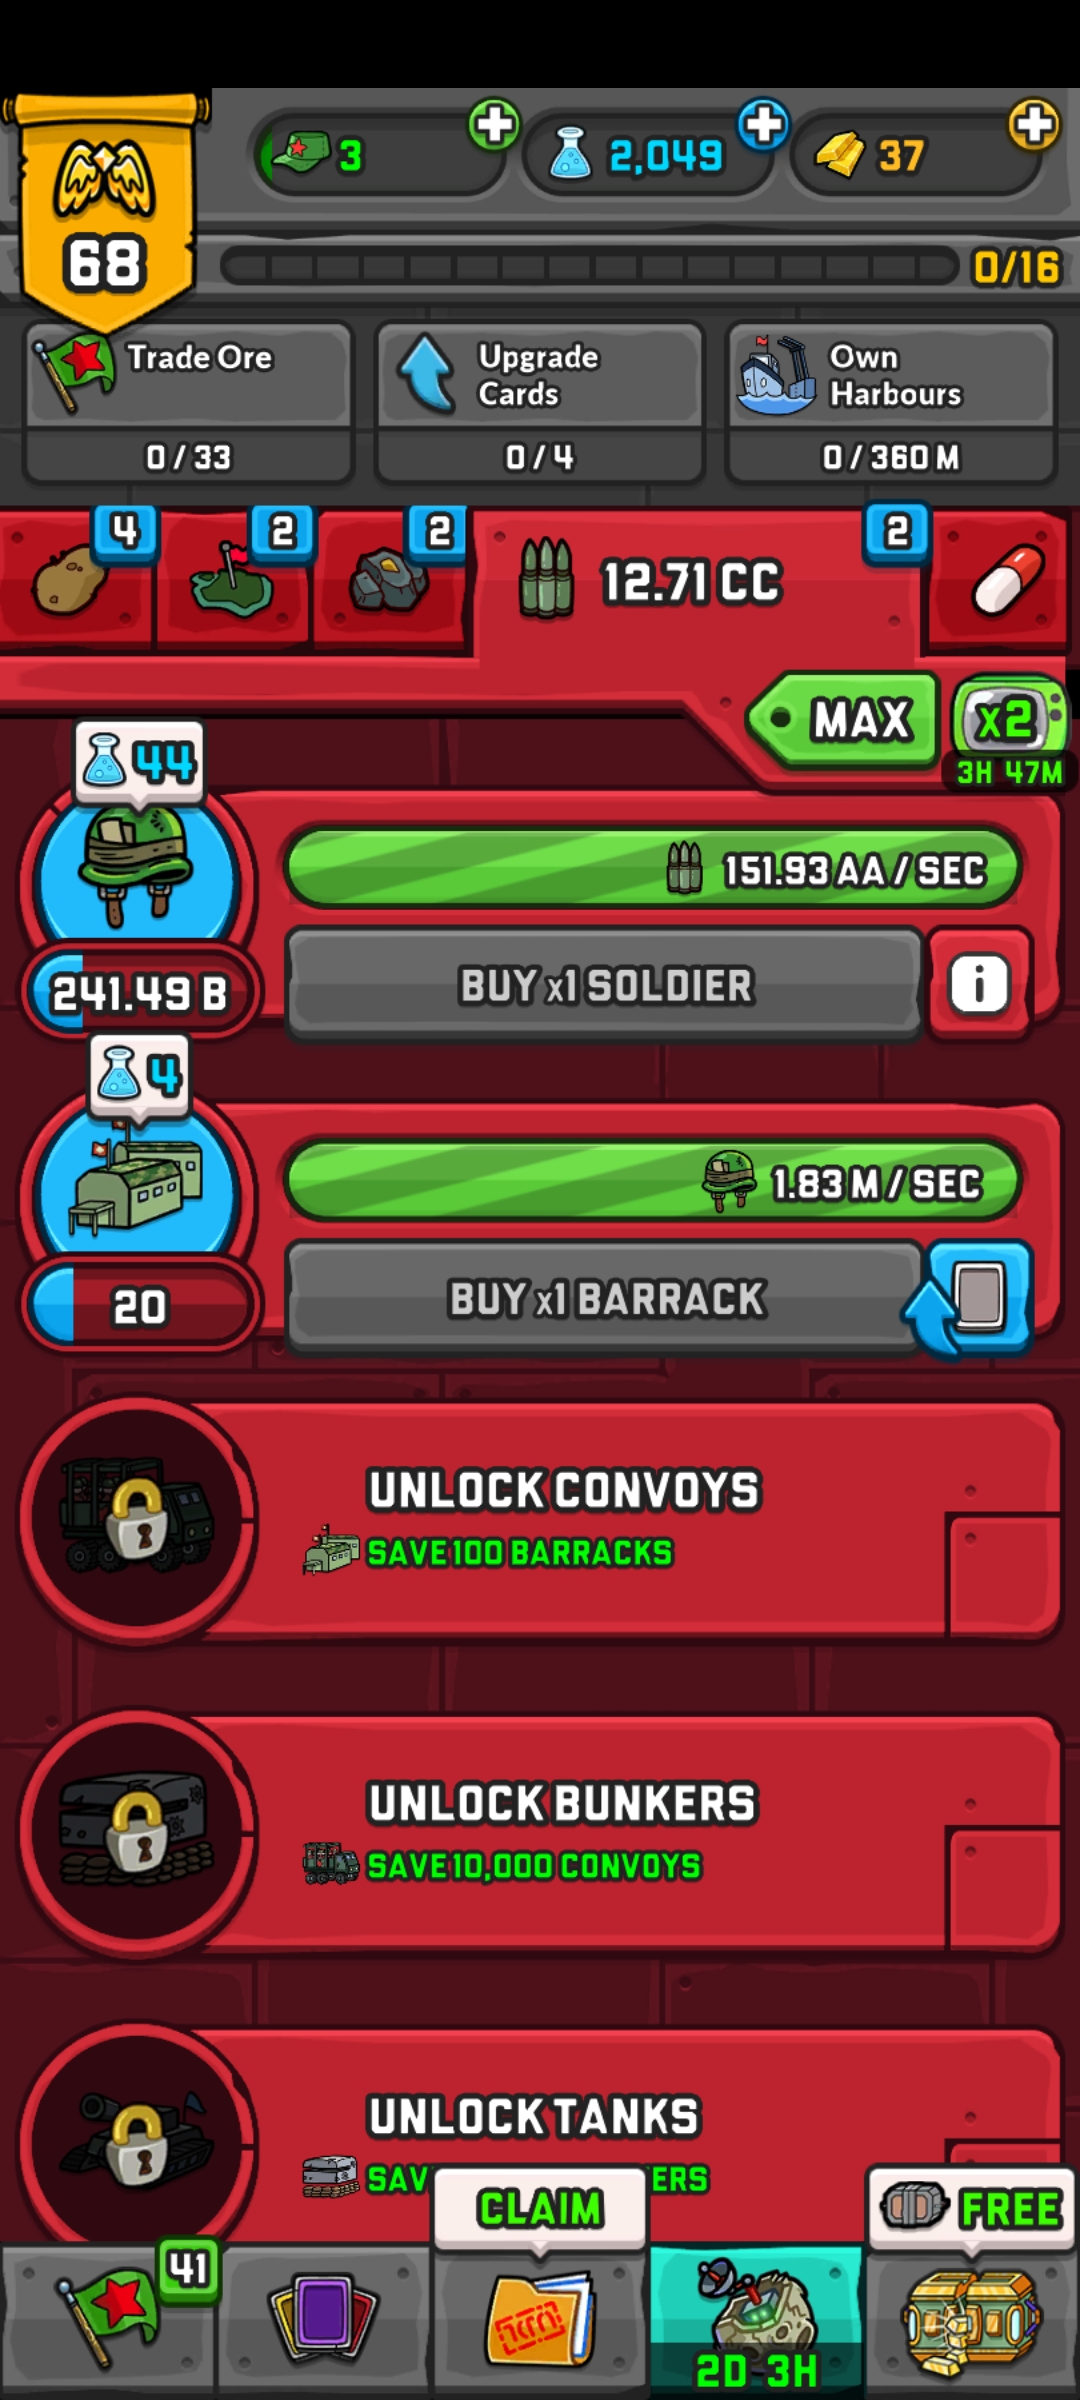 3
2,049
37
68
0/16
Trade Ore
0/33
Upgrade
Cards
0/4
Own
Harbours
0/360 M
4
2
2
12.71 CC
2
MAX
x2
3H 47M
44
151.93 AA / SEC
241.49 B
BUY x1 SOLDIER
i
4
1.83 M / SEC
20
BUY x1 BARRACK
UNLOCK CONVOYS
SAVE 100 BARRACKS
UNLOCK BUNKERS
SAVE 10,000 CONVOYS
UNLOCK TANKS
CLAIM
FREE
41
2D 3H